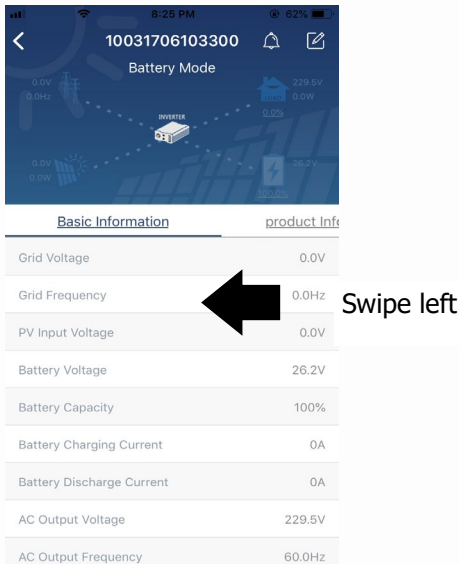 8:25 PM 62%
10031706103300
Battery Mode
0.0V 229.5V
0.0Hz 0.0W
0.0%
INVERTER
0.0V 26.2V
0.0W
100.0%
Basic Information product Info
Grid Voltage 0.0V
Grid Frequency 0.0Hz
Swipe left
PV Input Voltage 0.0V
Battery Voltage 26.2V
Battery Capacity 100%
Battery Charging Current 0A
Battery Discharge Current 0A
AC Output Voltage 229.5V
AC Output Frequency 60.0Hz